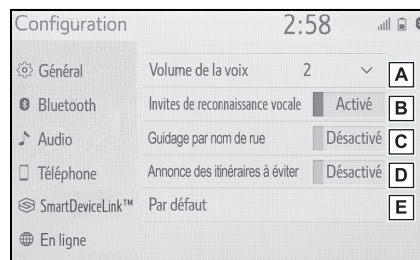 Configuration 2:58
Général
Volume de la voix 2 A
Bluetooth
Invites de reconnaissance vocale Activé B
Audio
Guidage par nom de rue Désactivé C
Téléphone
Annonce des itinéraires à éviter Désactivé D
SmartDeviceLink™
Par défaut E
En ligne